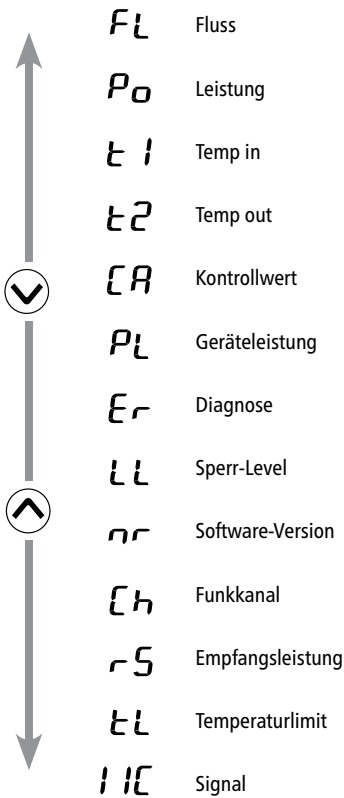 FL Fluss
Po Leistung
t1 Temp in
t2 Temp out
CA Kontrollwert
PL Geräteleistung
Er Diagnose
LL Sperr-Level
nr Software-Version
Ch Funkkanal
rS Empfangsleistung
tL Temperaturlimit
IIC Signal